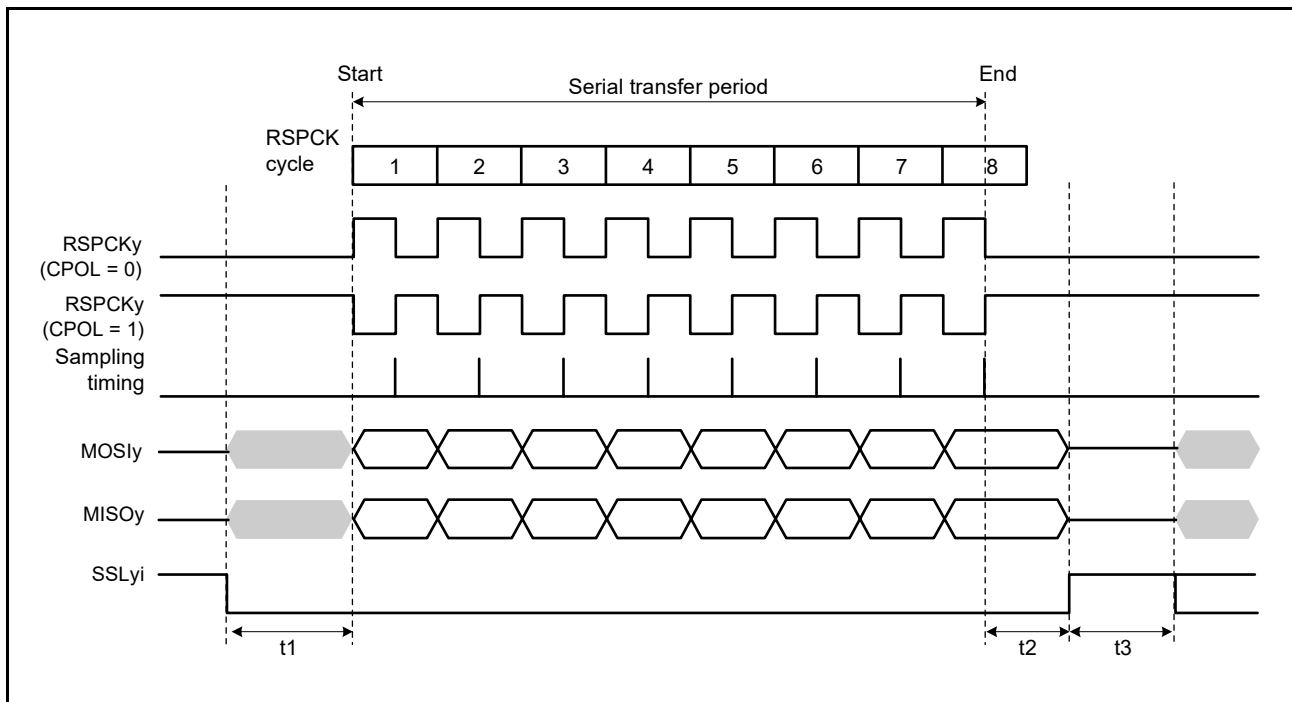 Start
End
Serial transfer period
RSPCK
cycle
1 2 3 4 5 6 7 8
RSPCKy
(CPOL = 0)
RSPCKy
(CPOL = 1)
Sampling
timing
MOSIy
MISOy
SSLyi
t1
t2
t3